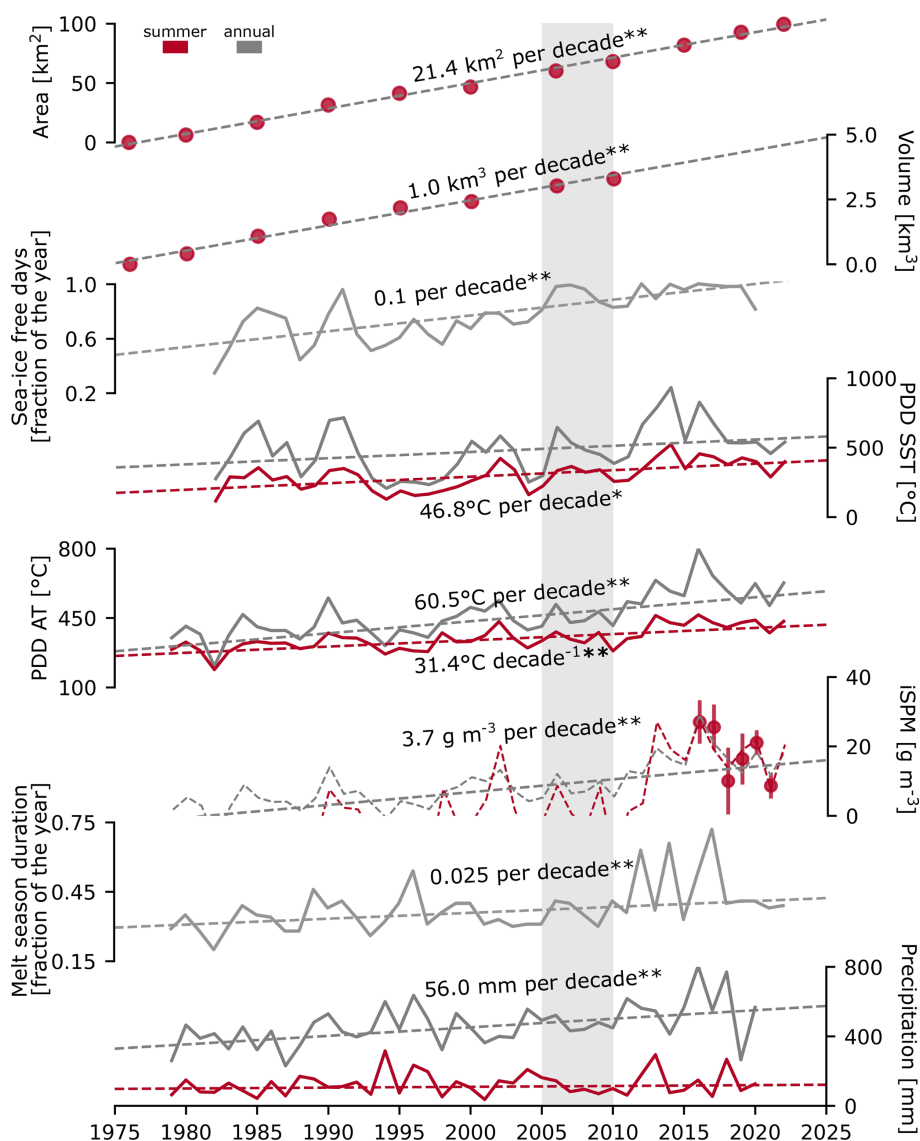 summer annual
Area [km²]
100
50
0
21.4 km² per decade**
Volume [km³]
5.0
2.5
0.0
1.0 km³ per decade**
Sea-ice free days
[fraction of the year]
1.0
0.6
0.2
0.1 per decade**
PDD SST [°C]
1000
500
0
46.8°C per decade*
PDD AT [°C]
800
450
100
60.5°C per decade**
31.4°C decade⁻¹**
iSPM [g m⁻³]
40
20
0
3.7 g m⁻³ per decade**
Melt season duration
[fraction of the year]
0.75
0.45
0.15
0.025 per decade**
Precipitation [mm]
800
400
0
56.0 mm per decade**
1975 1980 1985 1990 1995 2000 2005 2010 2015 2020 2025